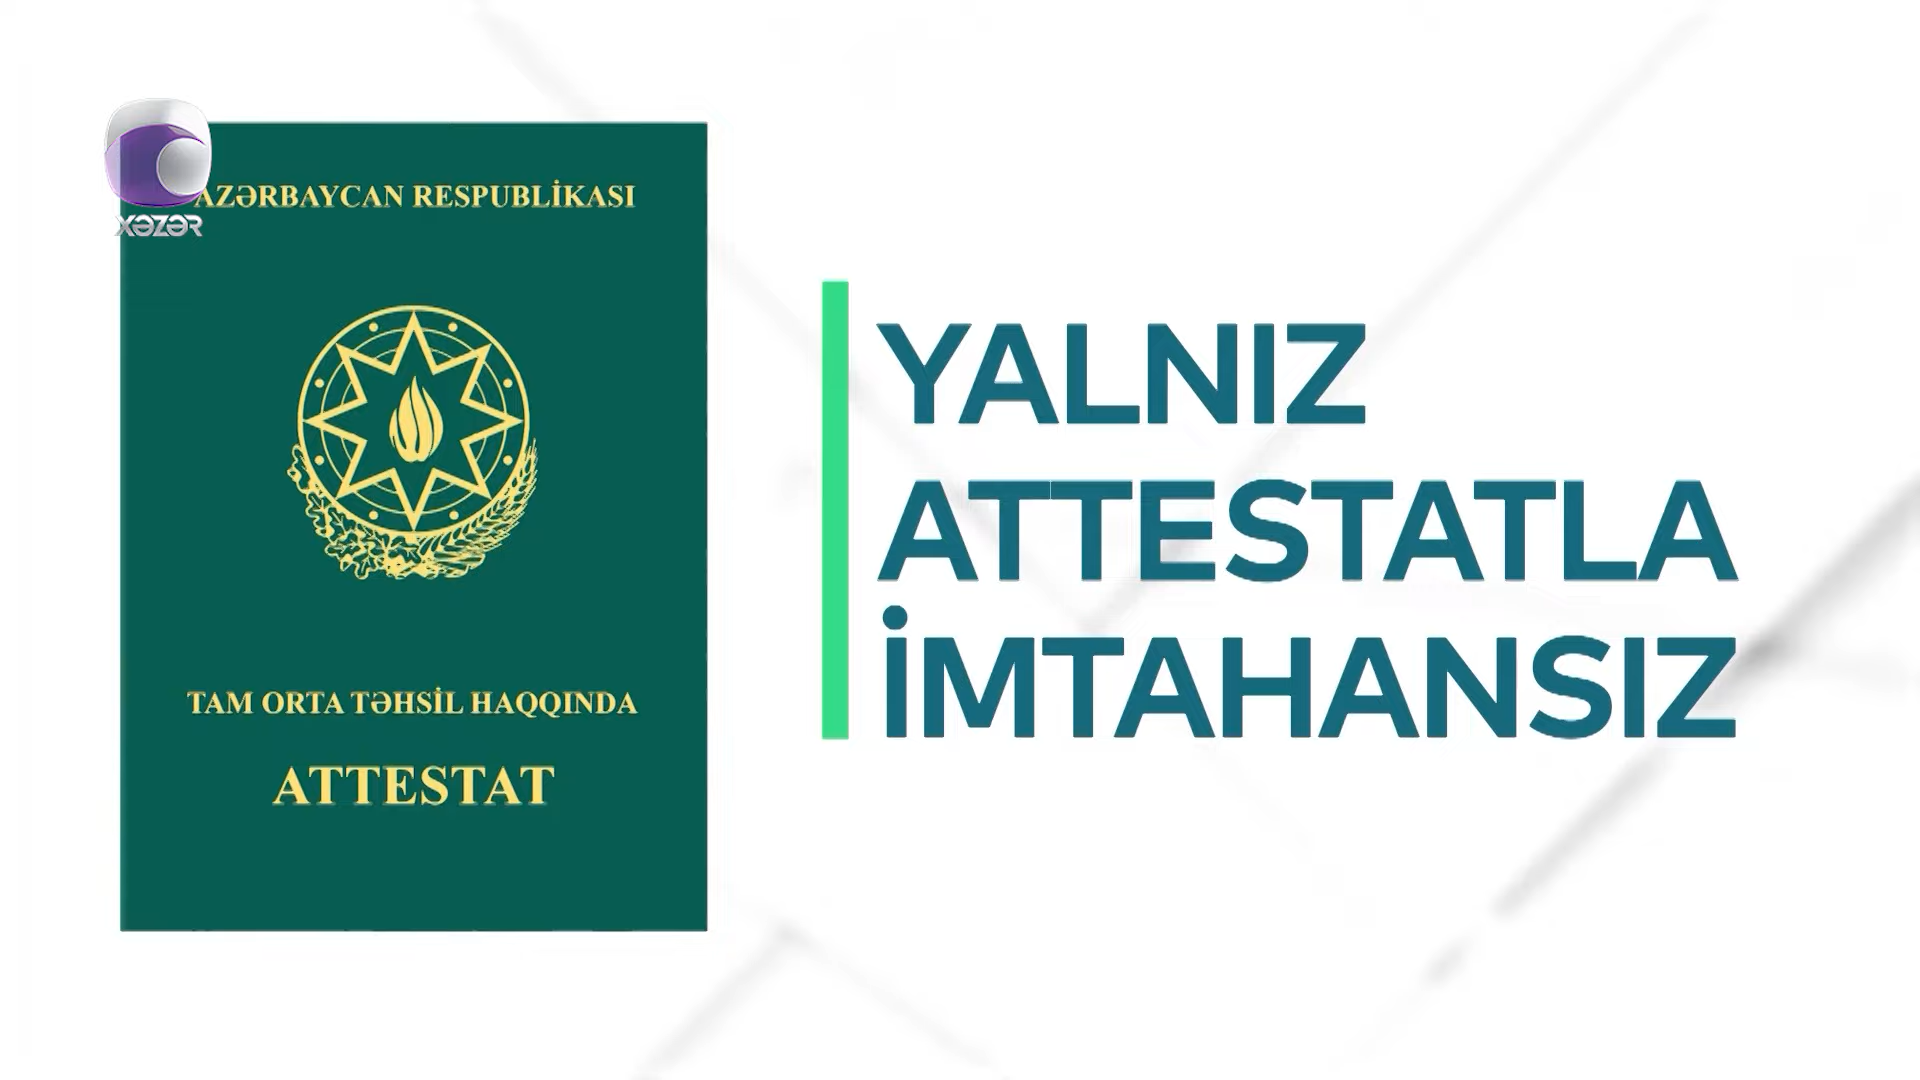 XƏZƏR
AZƏRBAYCAN RESPUBLİKASI
TAM ORTA TƏHSİL HAQQINDA
ATTESTAT
YALNIZ
ATTESTATLA
İMTAHANSIZ